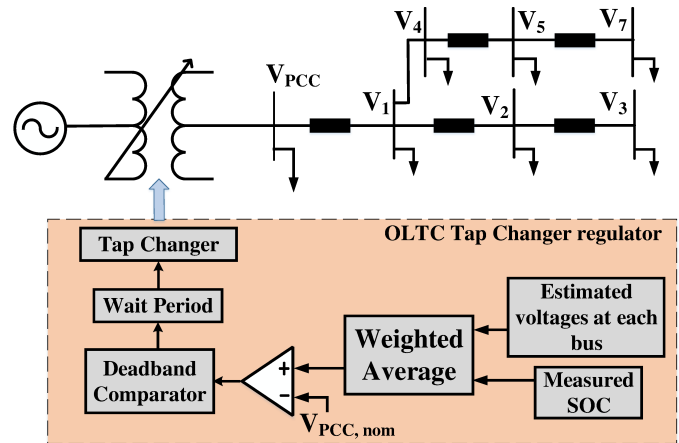 V4
V5
V7
VPCC
V1
V2
V3
OLTC Tap Changer regulator
Tap Changer
Wait Period
Deadband
Comparator
+
−
VPCC, nom
Weighted
Average
Estimated
voltages at each
bus
Measured
SOC